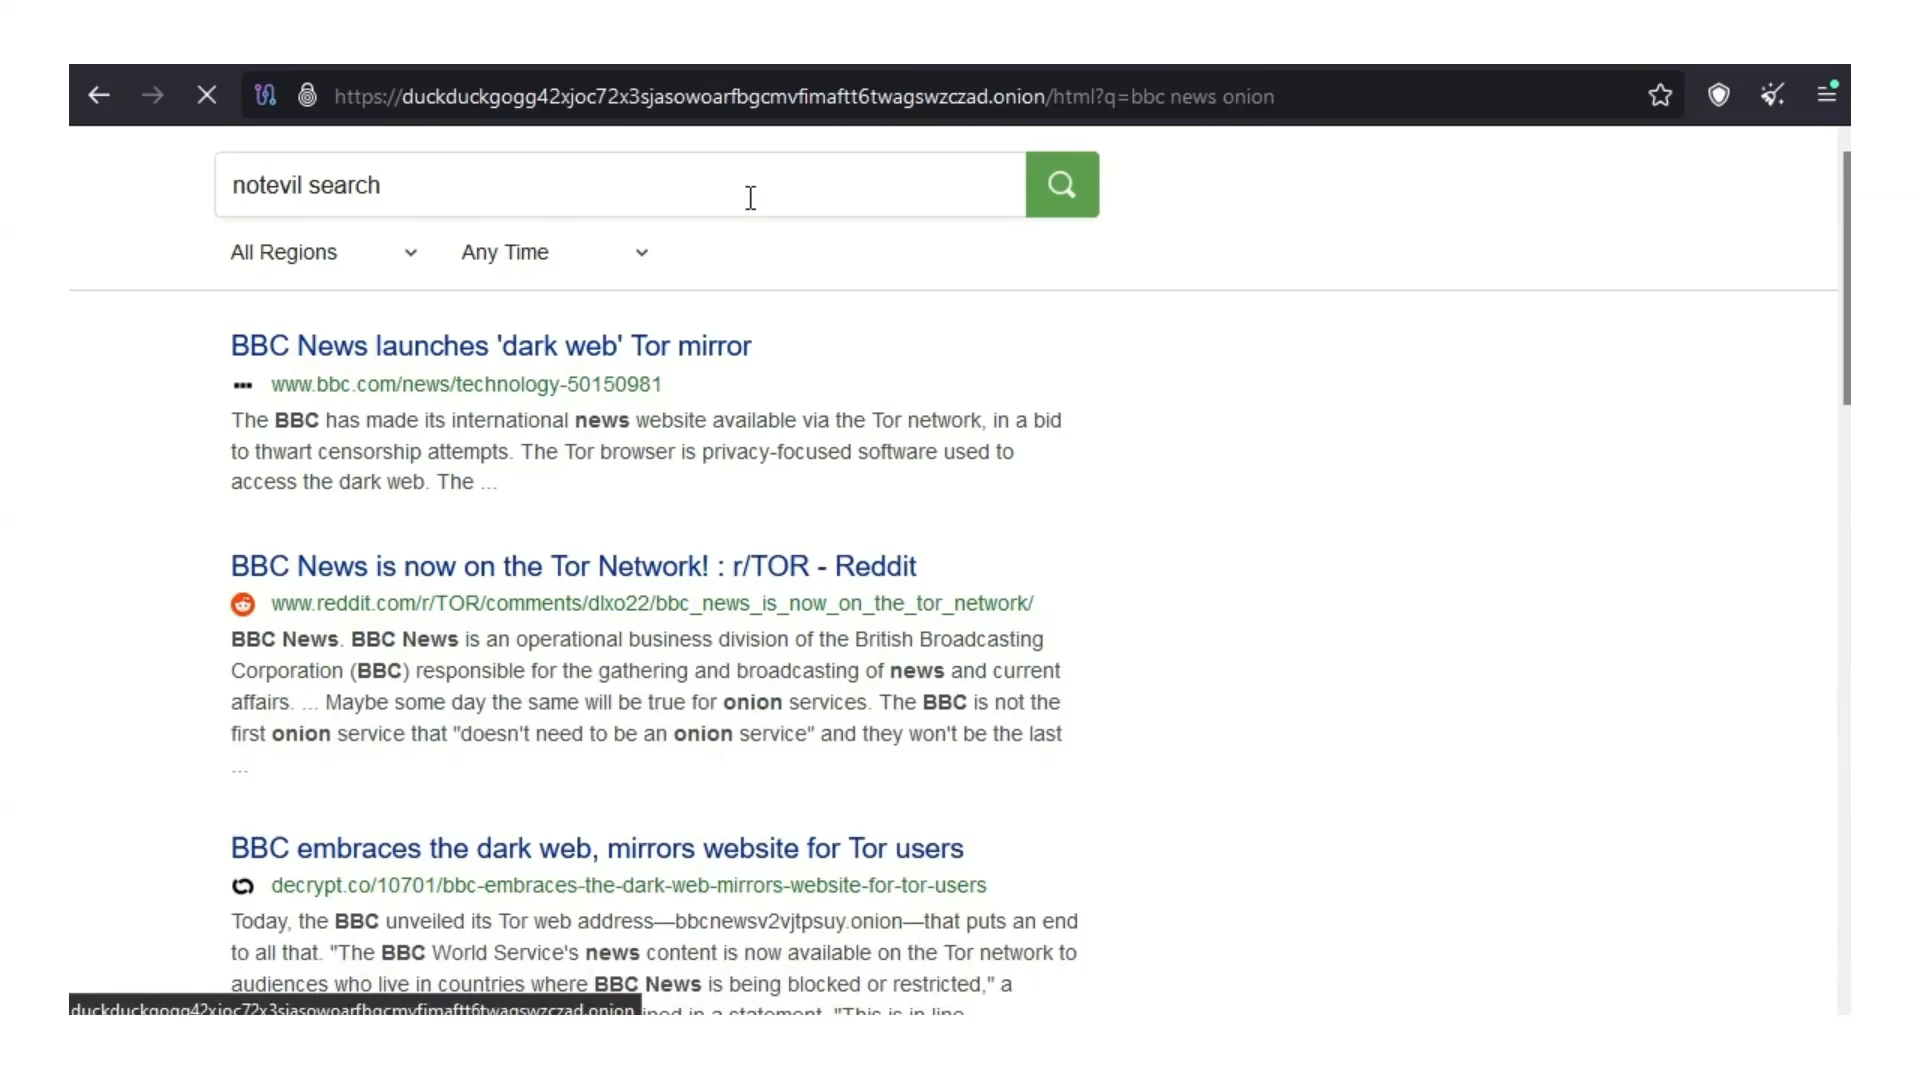 https://duckduckgogg42xjoc72x3sjasowoarfbgcmvfimaftt6twagswzczad.onion/html?q=bbc news onion
notevil search
All Regions Any Time
BBC News launches 'dark web' Tor mirror
www.bbc.com/news/technology-50150981
The BBC has made its international news website available via the Tor network, in a bid
to thwart censorship attempts. The Tor browser is privacy-focused software used to
access the dark web. The ...
BBC News is now on the Tor Network! : r/TOR - Reddit
www.reddit.com/r/TOR/comments/dlxo22/bbc_news_is_now_on_the_tor_network/
BBC News. BBC News is an operational business division of the British Broadcasting
Corporation (BBC) responsible for the gathering and broadcasting of news and current
affairs. ... Maybe some day the same will be true for onion services. The BBC is not the
first onion service that "doesn't need to be an onion service" and they won't be the last
...
BBC embraces the dark web, mirrors website for Tor users
decrypt.co/10701/bbc-embraces-the-dark-web-mirrors-website-for-tor-users
Today, the BBC unveiled its Tor web address—bbcnewsv2vjtpsuy.onion—that puts an end
to all that. "The BBC World Service's news content is now available on the Tor network to
audiences who live in countries where BBC News is being blocked or restricted," a
duckduckgogg42xjoc72x3sjasowoarfbgcmvfimaftt6twagswzczad.onion in a statement. "This is in line